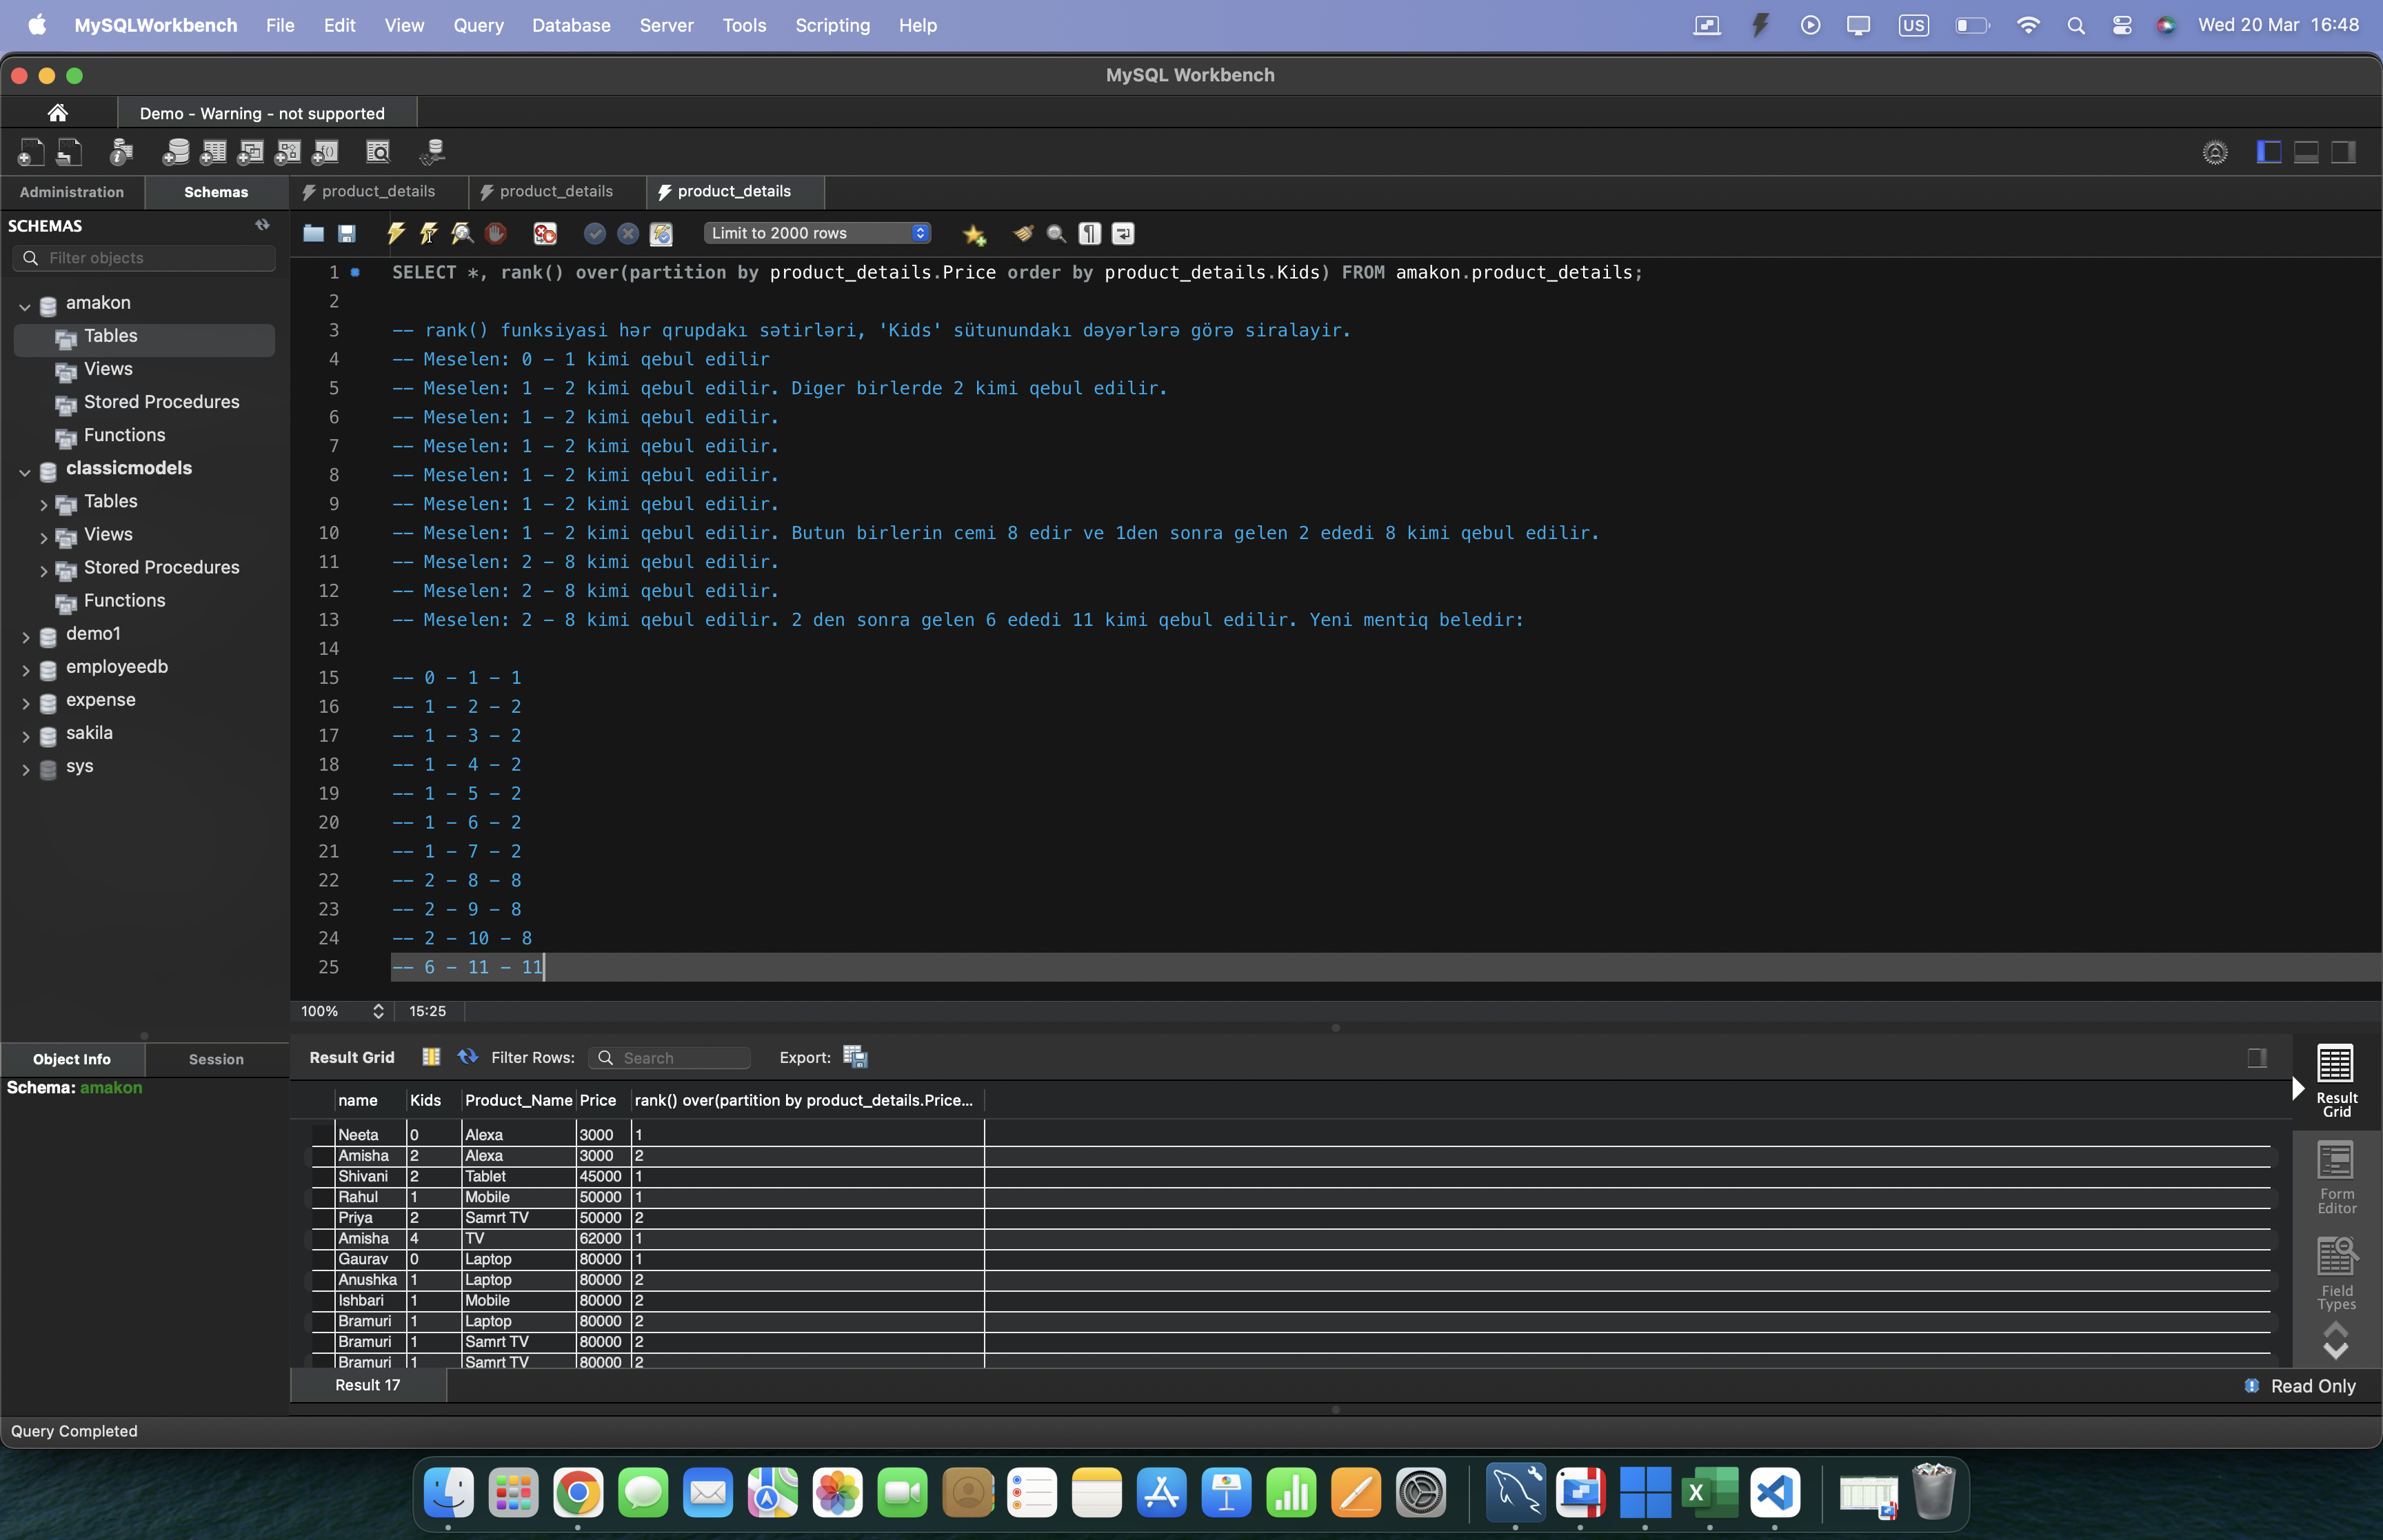 MySQLWorkbench File Edit View Query Database Server Tools Scripting Help US Wed 20 Mar 16:48
MySQL Workbench
Demo - Warning - not supported
Administration Schemas product_details product_details product_details
SCHEMAS
Limit to 2000 rows
Filter objects
amakon
Tables
Views
Stored Procedures
Functions
classicmodels
Tables
Views
Stored Procedures
Functions
demo1
employeedb
expense
sakila
sys
1 SELECT *, rank() over(partition by product_details.Price order by product_details.Kids) FROM amakon.product_details;
2
3 -- rank() funksiyasi hər qrupdakı sətirləri, 'Kids' sütunundakı dəyərlərə görə siralayir.
4 -- Meselen: 0 - 1 kimi qebul edilir
5 -- Meselen: 1 - 2 kimi qebul edilir. Diger birlerde 2 kimi qebul edilir.
6 -- Meselen: 1 - 2 kimi qebul edilir.
7 -- Meselen: 1 - 2 kimi qebul edilir.
8 -- Meselen: 1 - 2 kimi qebul edilir.
9 -- Meselen: 1 - 2 kimi qebul edilir.
10 -- Meselen: 1 - 2 kimi qebul edilir. Butun birlerin cemi 8 edir ve 1den sonra gelen 2 ededi 8 kimi qebul edilir.
11 -- Meselen: 2 - 8 kimi qebul edilir.
12 -- Meselen: 2 - 8 kimi qebul edilir.
13 -- Meselen: 2 - 8 kimi qebul edilir. 2 den sonra gelen 6 ededi 11 kimi qebul edilir. Yeni mentiq beledir:
14
15 -- 0 - 1 - 1
16 -- 1 - 2 - 2
17 -- 1 - 3 - 2
18 -- 1 - 4 - 2
19 -- 1 - 5 - 2
20 -- 1 - 6 - 2
21 -- 1 - 7 - 2
22 -- 2 - 8 - 8
23 -- 2 - 9 - 8
24 -- 2 - 10 - 8
25 -- 6 - 11 - 11
100% 15:25
Object Info Session
Schema: amakon
Result Grid Filter Rows: Search Export:
name Kids Product_Name Price rank() over(partition by product_details.Price...
Neeta 0 Alexa 3000 1
Amisha 2 Alexa 3000 2
Shivani 2 Tablet 45000 1
Rahul 1 Mobile 50000 1
Priya 2 Samrt TV 50000 2
Amisha 4 TV 62000 1
Gaurav 0 Laptop 80000 1
Anushka 1 Laptop 80000 2
Ishbari 1 Mobile 80000 2
Bramuri 1 Laptop 80000 2
Bramuri 1 Samrt TV 80000 2
Bramuri 1 Samrt TV 80000 2
Result
Grid
Form
Editor
Field
Types
Result 17 Read Only
Query Completed